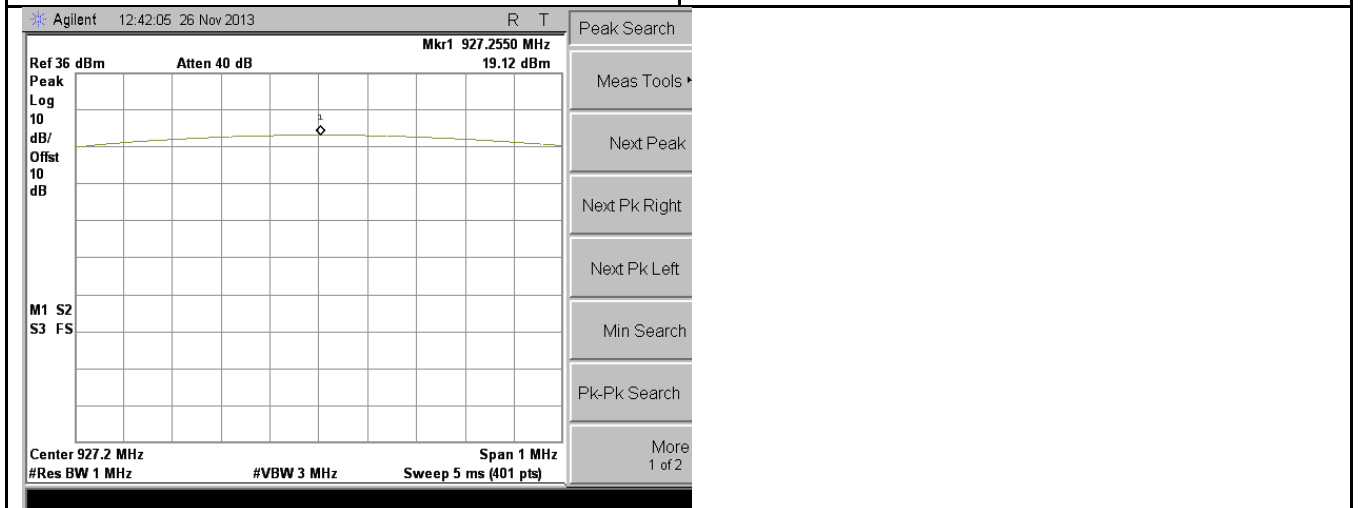 Agilent 12:42:05 26 Nov 2013 R T
Peak Search
Mkr1 927.2550 MHz
Ref 36 dBm Atten 40 dB 19.12 dBm
Peak
Log
10
dB/
Offst
10
dB
1
M1 S2
S3 FS
Center 927.2 MHz Span 1 MHz
#Res BW 1 MHz #VBW 3 MHz Sweep 5 ms (401 pts)
Meas Tools
Next Peak
Next Pk Right
Next Pk Left
Min Search
Pk-Pk Search
More
1 of 2